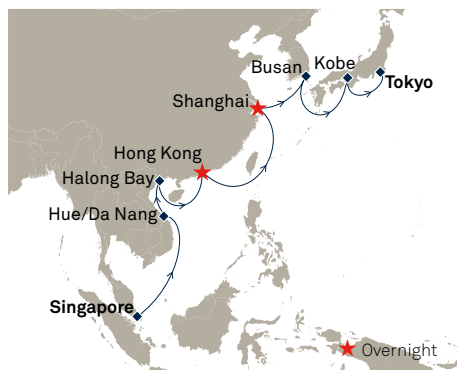 Busan
Kobe
Tokyo
Shanghai
Hong Kong
Halong Bay
Hue/Da Nang
Singapore
Overnight